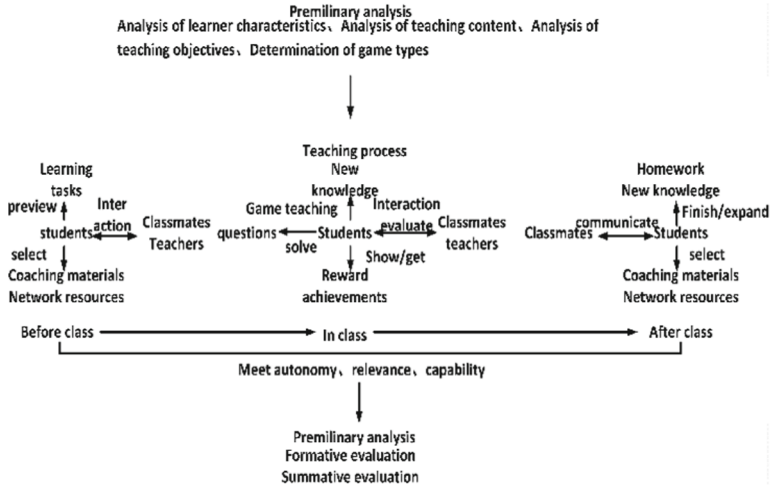 Premilinary analysis
Analysis of learner characteristics、Analysis of teaching content、Analysis of
teaching objectives、Determination of game types
Learning
tasks
preview
Inter
action
students
Classmates
Teachers
select
Coaching materials
Network resources
Teaching process
New
knowledge
Game teaching
Interaction
evaluate
questions
solve
Students
Classmates
teachers
Show/get
Reward
achievements
Homework
New knowledge
Finish/expand
communicate
Classmates
Students
select
Coaching materials
Network resources
Before class
In class
After class
Meet autonomy、relevance、capability
Premilinary analysis
Formative evaluation
Summative evaluation